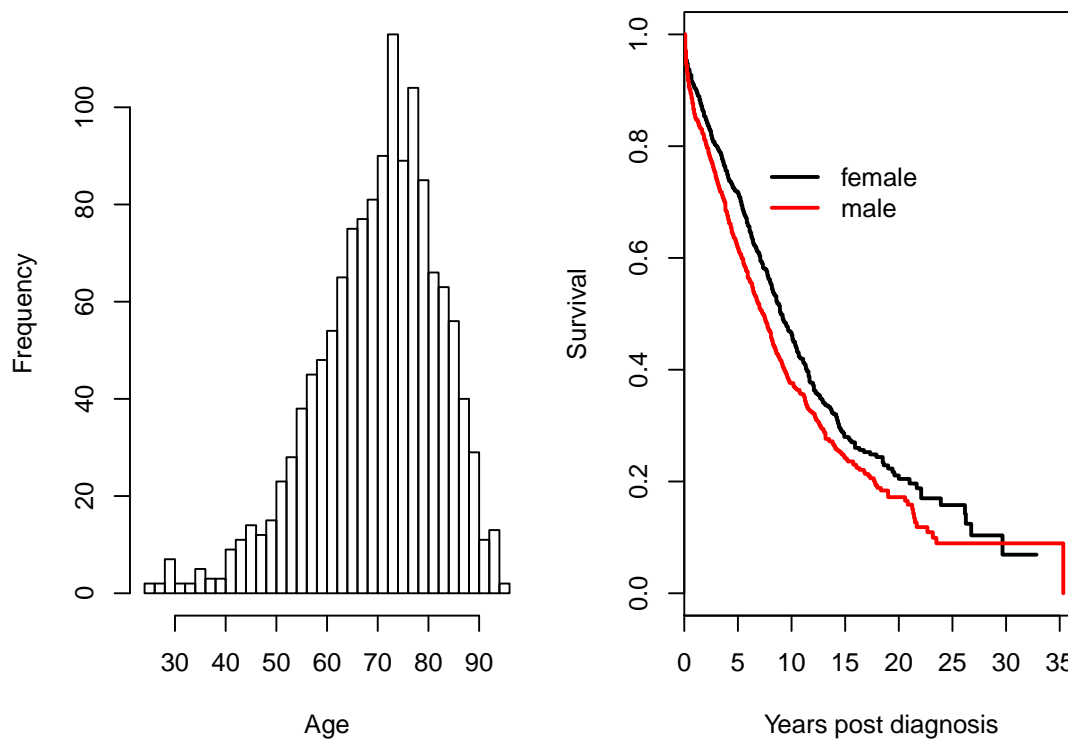 Frequency
0 20 40 60 80 100
30 40 50 60 70 80 90
Age
Survival
0.0 0.2 0.4 0.6 0.8 1.0
female
male
0 5 10 15 20 25 30 35
Years post diagnosis